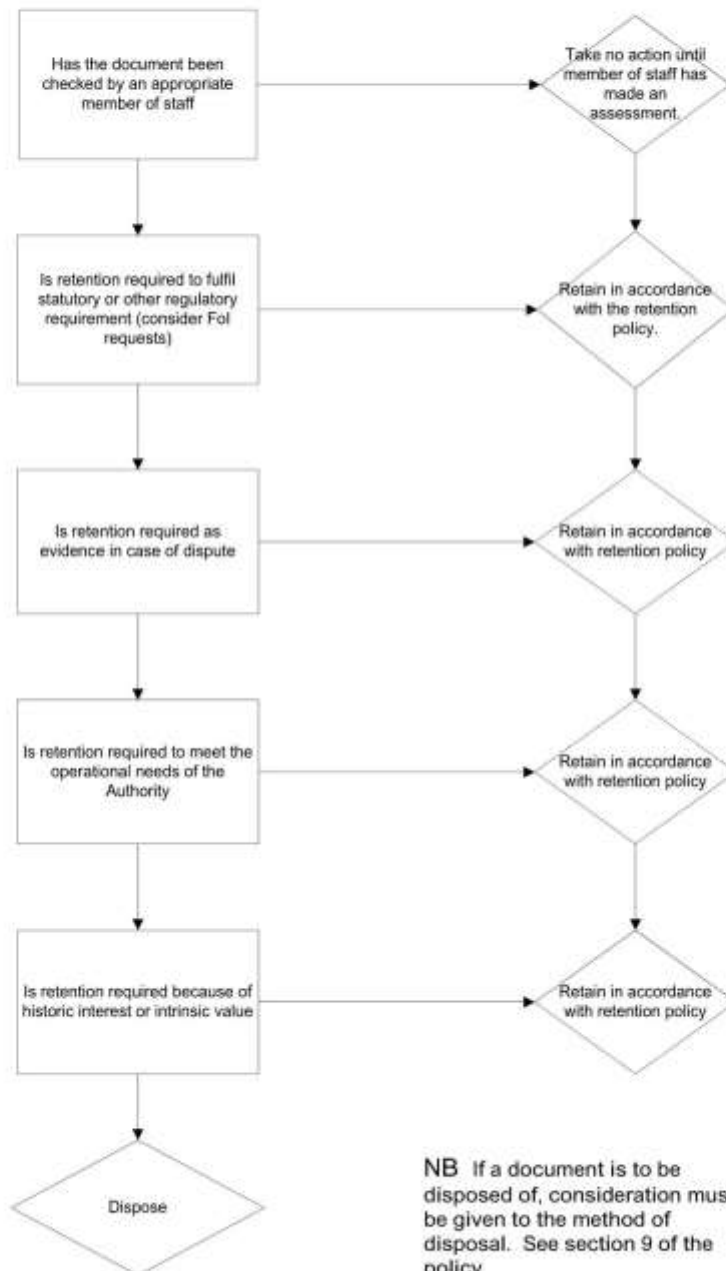 Has the document been
checked by an appropriate
member of staff
Take no action until
member of staff has
made an
assessment.
Is retention required to fulfil
statutory or other regulatory
requirement (consider FoI
requests)
Retain in accordance
with the retention
policy.
Is retention required as
evidence in case of dispute
Retain in accordance
with retention policy
Is retention required to meet the
operational needs of the
Authority
Retain in accordance
with retention policy
Is retention required because of
historic interest or intrinsic value
Retain in accordance
with retention policy
Dispose
NB If a document is to be
disposed of, consideration mus
be given to the method of
disposal. See section 9 of the
policy